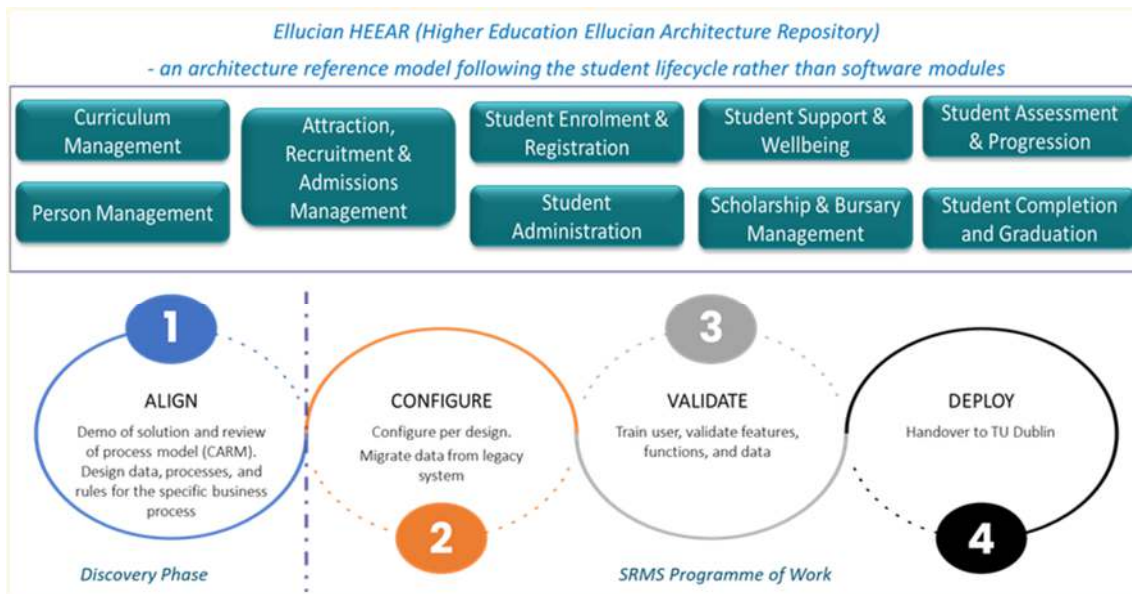 Ellucian HEEAR (Higher Education Ellucian Architecture Repository)
- an architecture reference model following the student lifecycle rather than software modules
Curriculum
Management
Person Management
Attraction,
Recruitment &
Admissions
Management
Student Enrolment &
Registration
Student
Administration
Student Support &
Wellbeing
Scholarship & Bursary
Management
Student Assessment
& Progression
Student Completion
and Graduation
1
ALIGN
Demo of solution and review
of process model (CARM).
Design data, processes, and
rules for the specific business
process
CONFIGURE
Configure per design.
Migrate data from legacy
system
2
3
VALIDATE
Train user, validate features,
functions, and data
DEPLOY
Handover to TU Dublin
4
Discovery Phase
SRMS Programme of Work